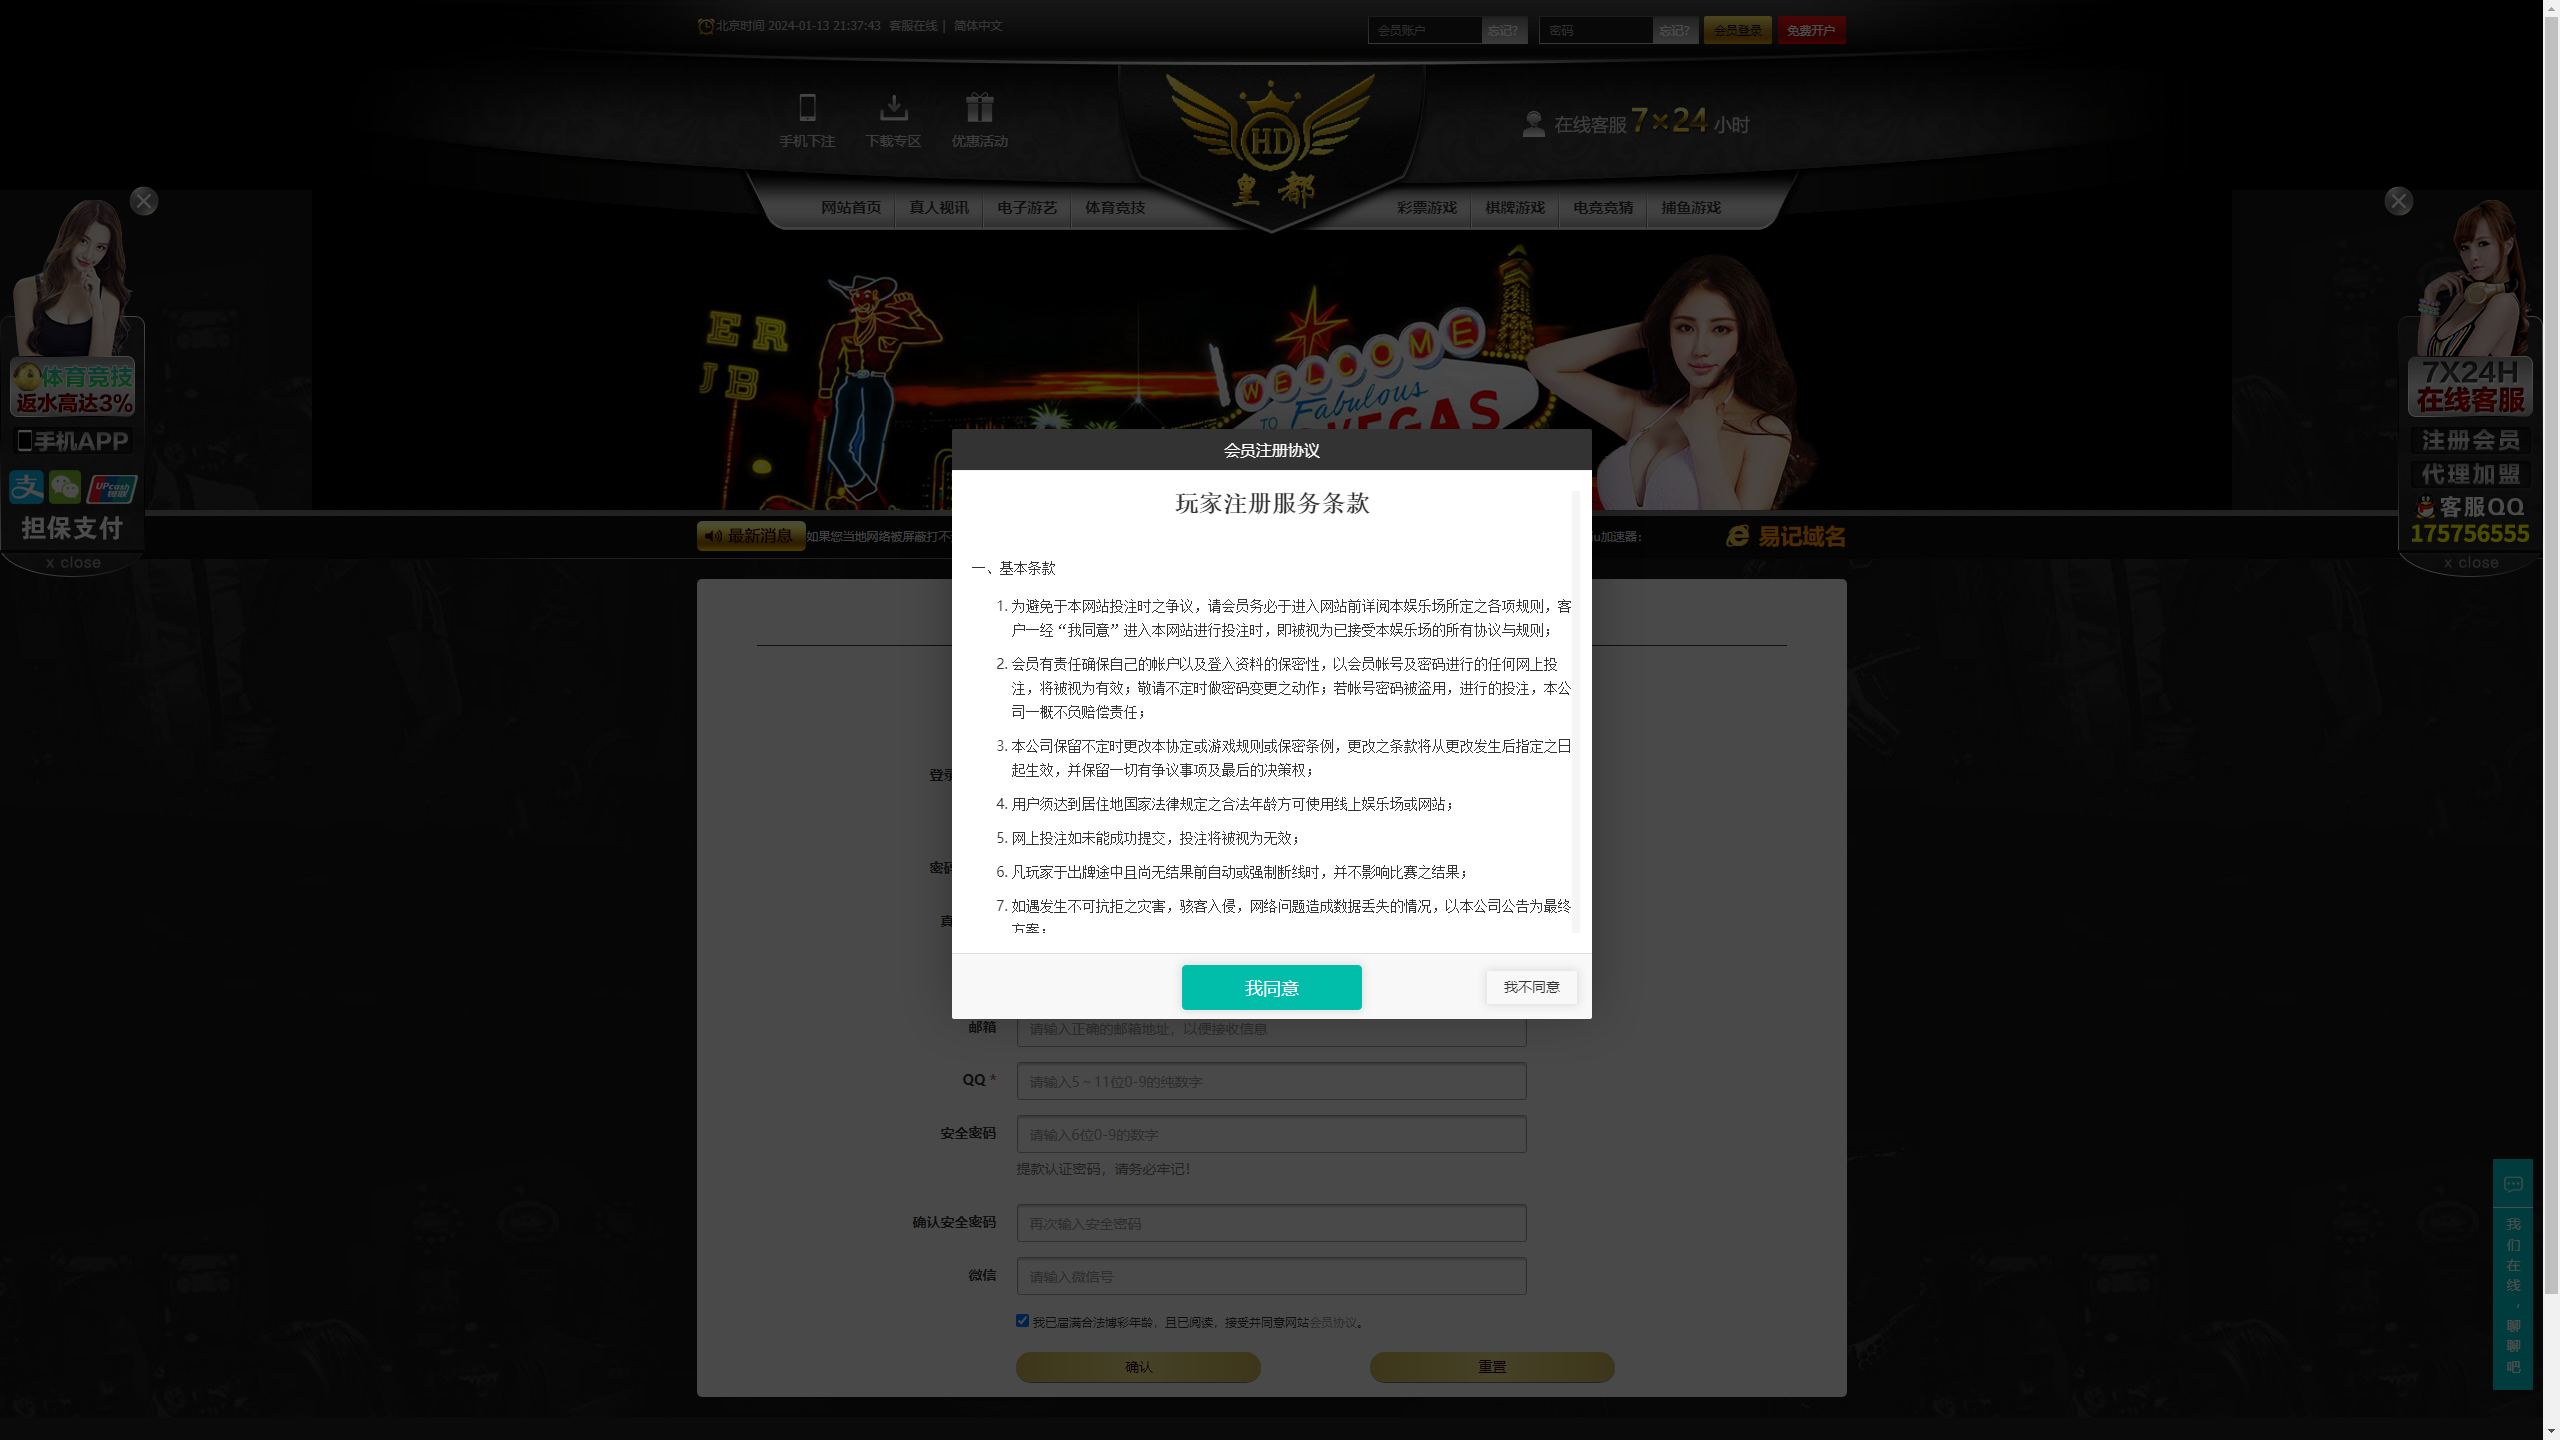 北京时间 2024-01-13 21:37:43 客服在线 | 简体中文
会员账户 忘记? 密码 忘记? 会员登录 免费开户
手机下注 下载专区 优惠活动
HD
皇都
在线客服 7×24 小时
网站首页 真人视讯 电子游艺 体育竞技
彩票游戏 棋牌游戏 电竞竞猜 捕鱼游戏
体育竞技
返水高达3%
手机APP
支
UPcash
银联
担保支付
x close
7X24H
在线客服
注册会员
代理加盟
客服QQ
175756555
x close
ER
JB
WELCOME
TO Fabulous
VEGAS
最新消息 如果您当地网络被屏蔽打不
加速器：
易记域名
会员注册协议
玩家注册服务条款
一、基本条款
1. 为避免于本网站投注时之争议，请会员务必于进入网站前详阅本娱乐场所定之各项规则，客
户一经“我同意”进入本网站进行投注时，即被视为已接受本娱乐场的所有协议与规则；
2. 会员有责任确保自己的帐户以及登入资料的保密性，以会员帐号及密码进行的任何网上投
注，将被视为有效；敬请不定时做密码变更之动作；若帐号密码被盗用，进行的投注，本公
司一概不负赔偿责任；
3. 本公司保留不定时更改本协定或游戏规则或保密条例，更改之条款将从更改发生后指定之日
起生效，并保留一切有争议事项及最后的决策权；
4. 用户须达到居住地国家法律规定之合法年龄方可使用线上娱乐场或网站；
5. 网上投注如未能成功提交，投注将被视为无效；
6. 凡玩家于出牌途中且尚无结果前自动或强制断线时，并不影响比赛之结果；
7. 如遇发生不可抗拒之灾害，骇客入侵，网络问题造成数据丢失的情况，以本公司公告为最终
方案；
我同意
我不同意
登录
密码
真
邮箱 请输入正确的邮箱地址，以便接收信息
QQ * 请输入5 ~ 11位0-9的纯数字
安全密码 请输入6位0-9的数字
提款认证密码，请务必牢记！
确认安全密码 再次输入安全密码
微信 请输入微信号
我已届满合法博彩年龄，且已阅读，接受并同意网站会员协议。
确认 重置
我们在线，聊聊吧